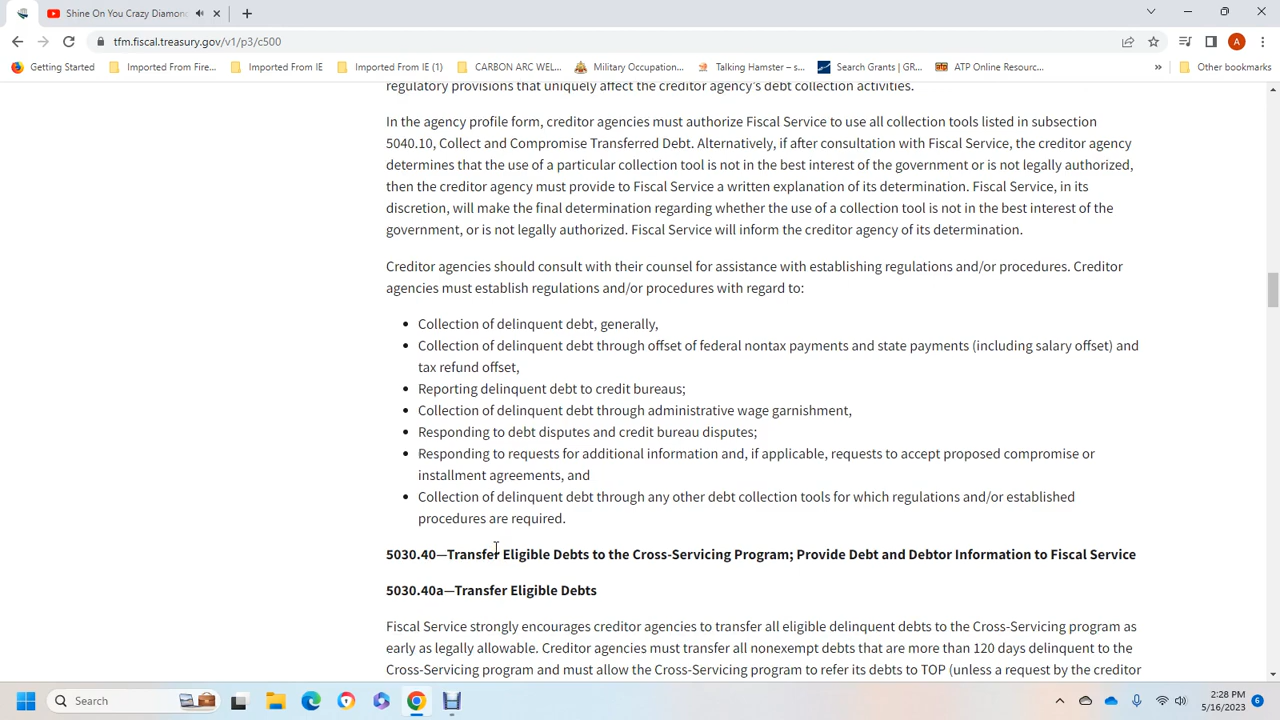 Shine On You Crazy Diamond
tfm.fiscal.treasury.gov/v1/p3/c500
A
Getting Started
Imported From Fire...
Imported From IE
Imported From IE (1)
CARBON ARC WEL...
Military Occupation...
Talking Hamster – s...
Search Grants | GR...
ATP Online Resourc...
»
Other bookmarks
regulatory provisions that uniquely affect the creditor agency's debt collection activities.
In the agency profile form, creditor agencies must authorize Fiscal Service to use all collection tools listed in subsection
5040.10, Collect and Compromise Transferred Debt. Alternatively, if after consultation with Fiscal Service, the creditor agency
determines that the use of a particular collection tool is not in the best interest of the government or is not legally authorized,
then the creditor agency must provide to Fiscal Service a written explanation of its determination. Fiscal Service, in its
discretion, will make the final determination regarding whether the use of a collection tool is not in the best interest of the
government, or is not legally authorized. Fiscal Service will inform the creditor agency of its determination.
Creditor agencies should consult with their counsel for assistance with establishing regulations and/or procedures. Creditor
agencies must establish regulations and/or procedures with regard to:
• Collection of delinquent debt, generally,
• Collection of delinquent debt through offset of federal nontax payments and state payments (including salary offset) and
tax refund offset,
• Reporting delinquent debt to credit bureaus;
• Collection of delinquent debt through administrative wage garnishment,
• Responding to debt disputes and credit bureau disputes;
• Responding to requests for additional information and, if applicable, requests to accept proposed compromise or
installment agreements, and
• Collection of delinquent debt through any other debt collection tools for which regulations and/or established
procedures are required.
5030.40—Transfer Eligible Debts to the Cross-Servicing Program; Provide Debt and Debtor Information to Fiscal Service
5030.40a—Transfer Eligible Debts
Fiscal Service strongly encourages creditor agencies to transfer all eligible delinquent debts to the Cross-Servicing program as
early as legally allowable. Creditor agencies must transfer all nonexempt debts that are more than 120 days delinquent to the
Cross-Servicing program and must allow the Cross-Servicing program to refer its debts to TOP (unless a request by the creditor
Search
2:28 PM
5/16/2023
6